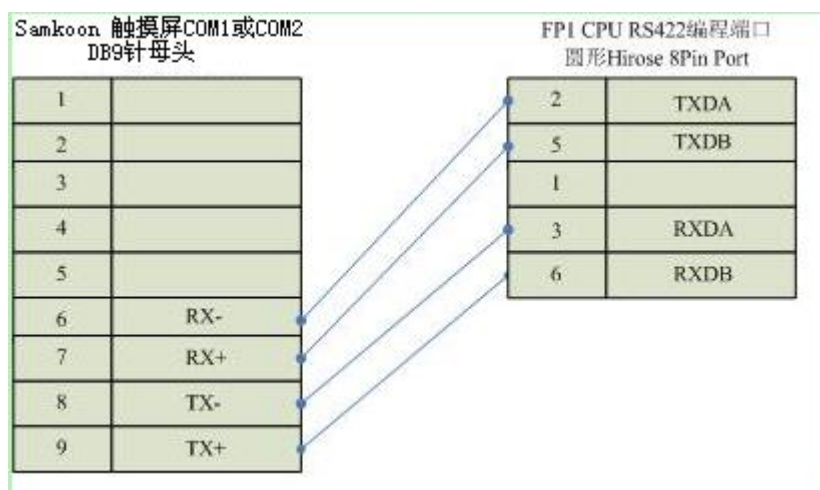 Samkoon 触摸屏COM1或COM2
DB9针母头
1
2
3
4
5
6 RX-
7 RX+
8 TX-
9 TX+
FP1 CPU RS422编程端口
圆形Hirose 8Pin Port
2 TXDA
5 TXDB
1
3 RXDA
6 RXDB